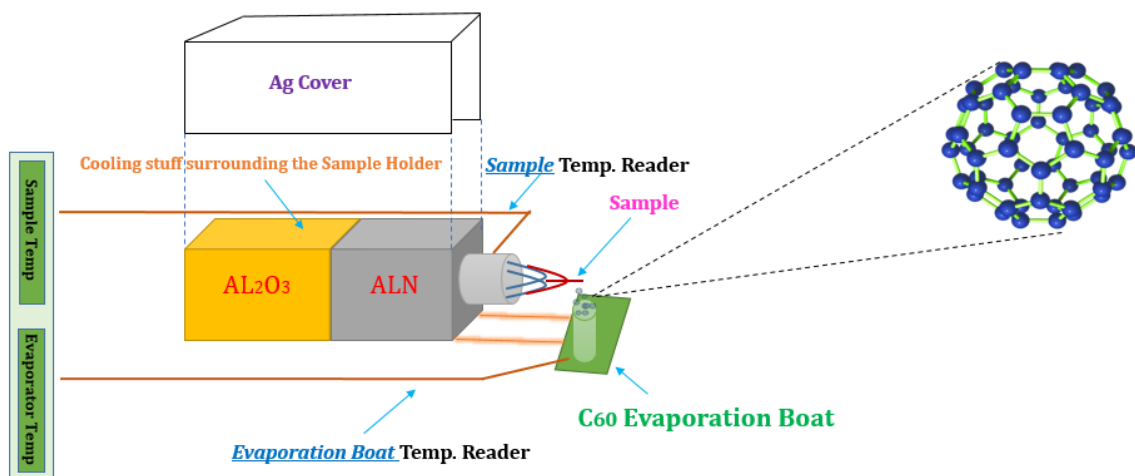 Ag Cover
Cooling stuff surrounding the Sample Holder
Sample Temp. Reader
Sample
Sample Temp
AL₂O₃
ALN
Evaporator Temp
C₆₀ Evaporation Boat
Evaporation Boat Temp. Reader